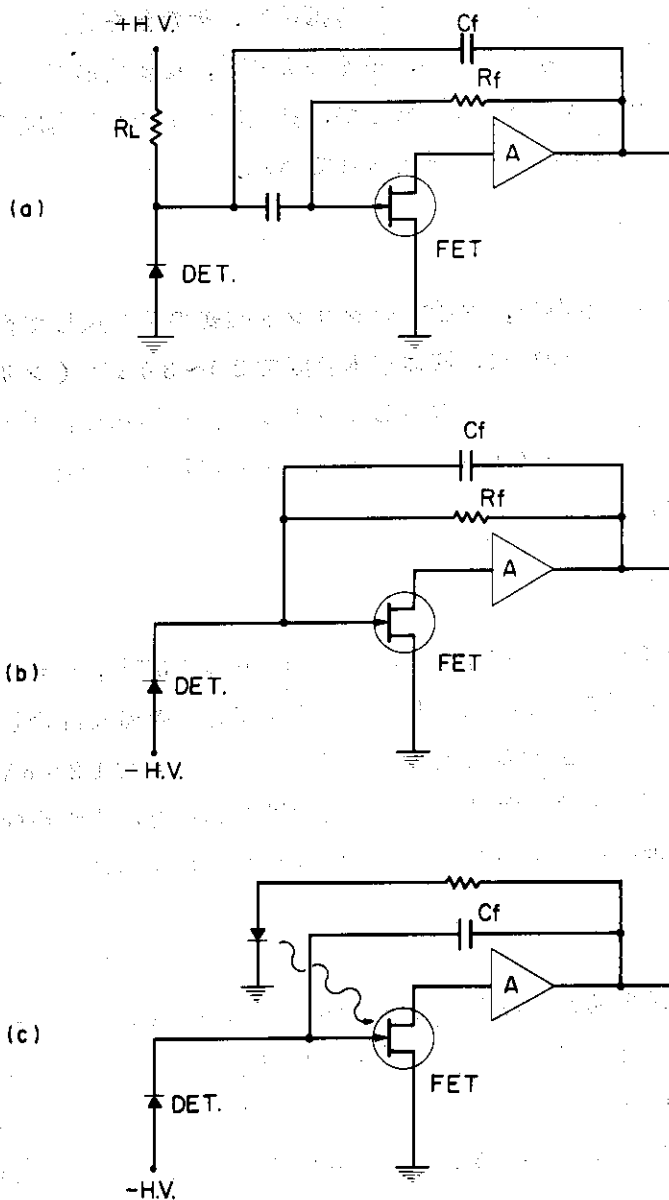 +H.V.
Cf
Rf
RL
A
(a)
DET.
FET
Cf
Rf
A
(b)
DET.
FET
-H.V.
Cf
A
(c)
DET.
FET
-H.V.